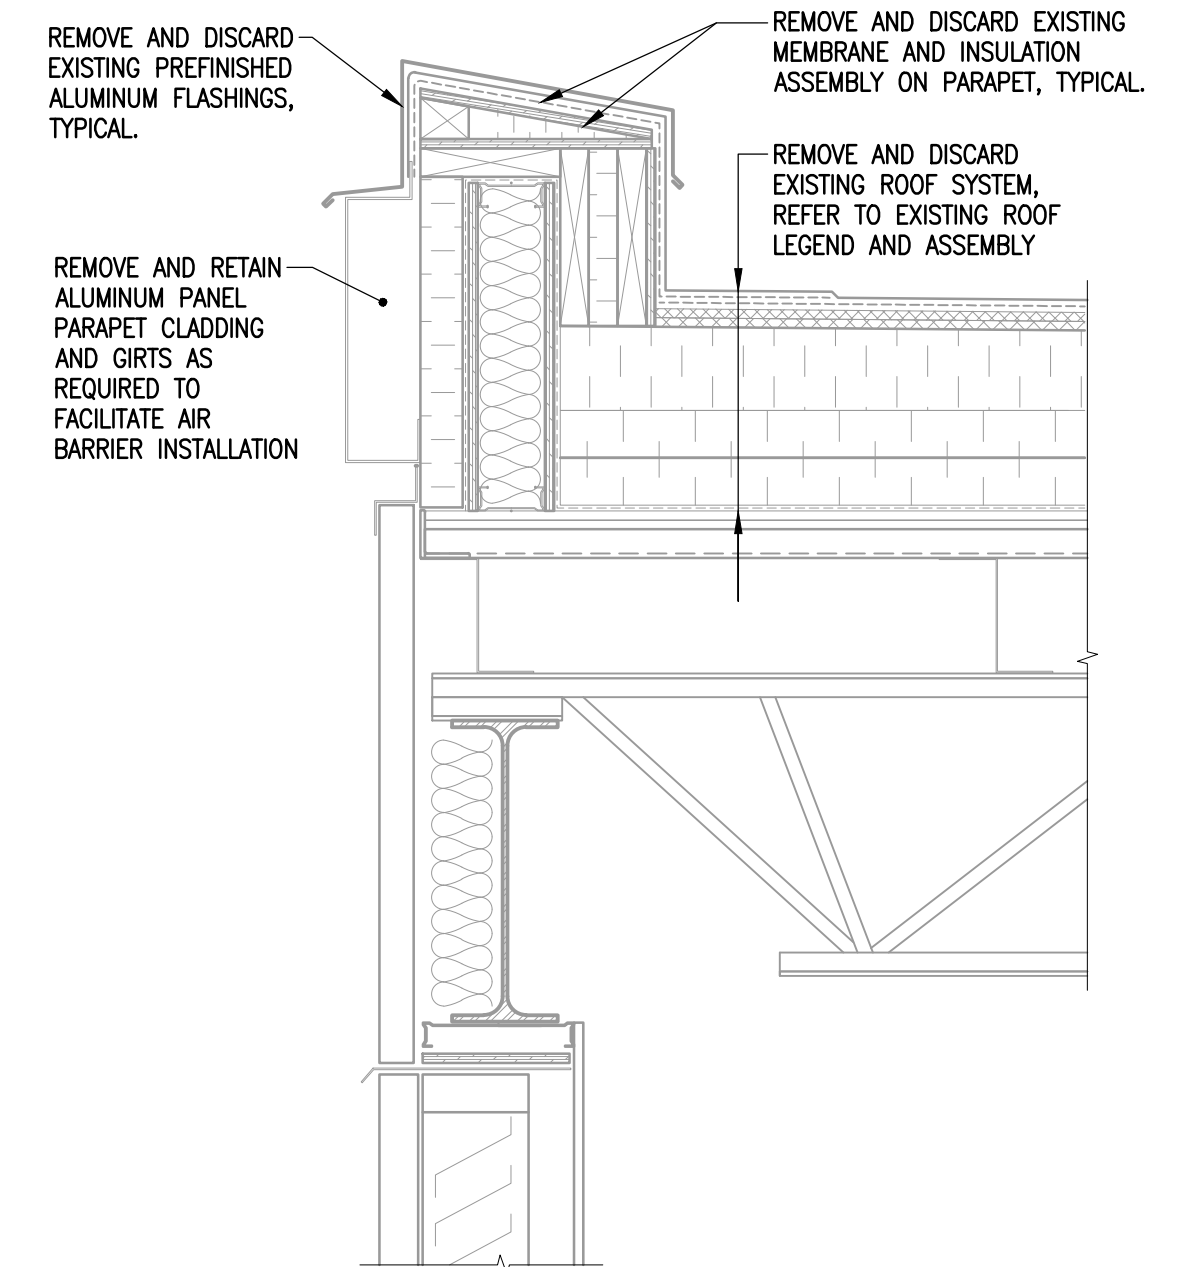 REMOVE AND DISCARD
EXISTING PREFINISHED
ALUMINUM FLASHINGS,
TYPICAL.
REMOVE AND DISCARD EXISTING
MEMBRANE AND INSULATION
ASSEMBLY ON PARAPET, TYPICAL.
REMOVE AND DISCARD
EXISTING ROOF SYSTEM,
REFER TO EXISTING ROOF
LEGEND AND ASSEMBLY
REMOVE AND RETAIN
ALUMINUM PANEL
PARAPET CLADDING
AND GIRTS AS
REQUIRED TO
FACILITATE AIR
BARRIER INSTALLATION